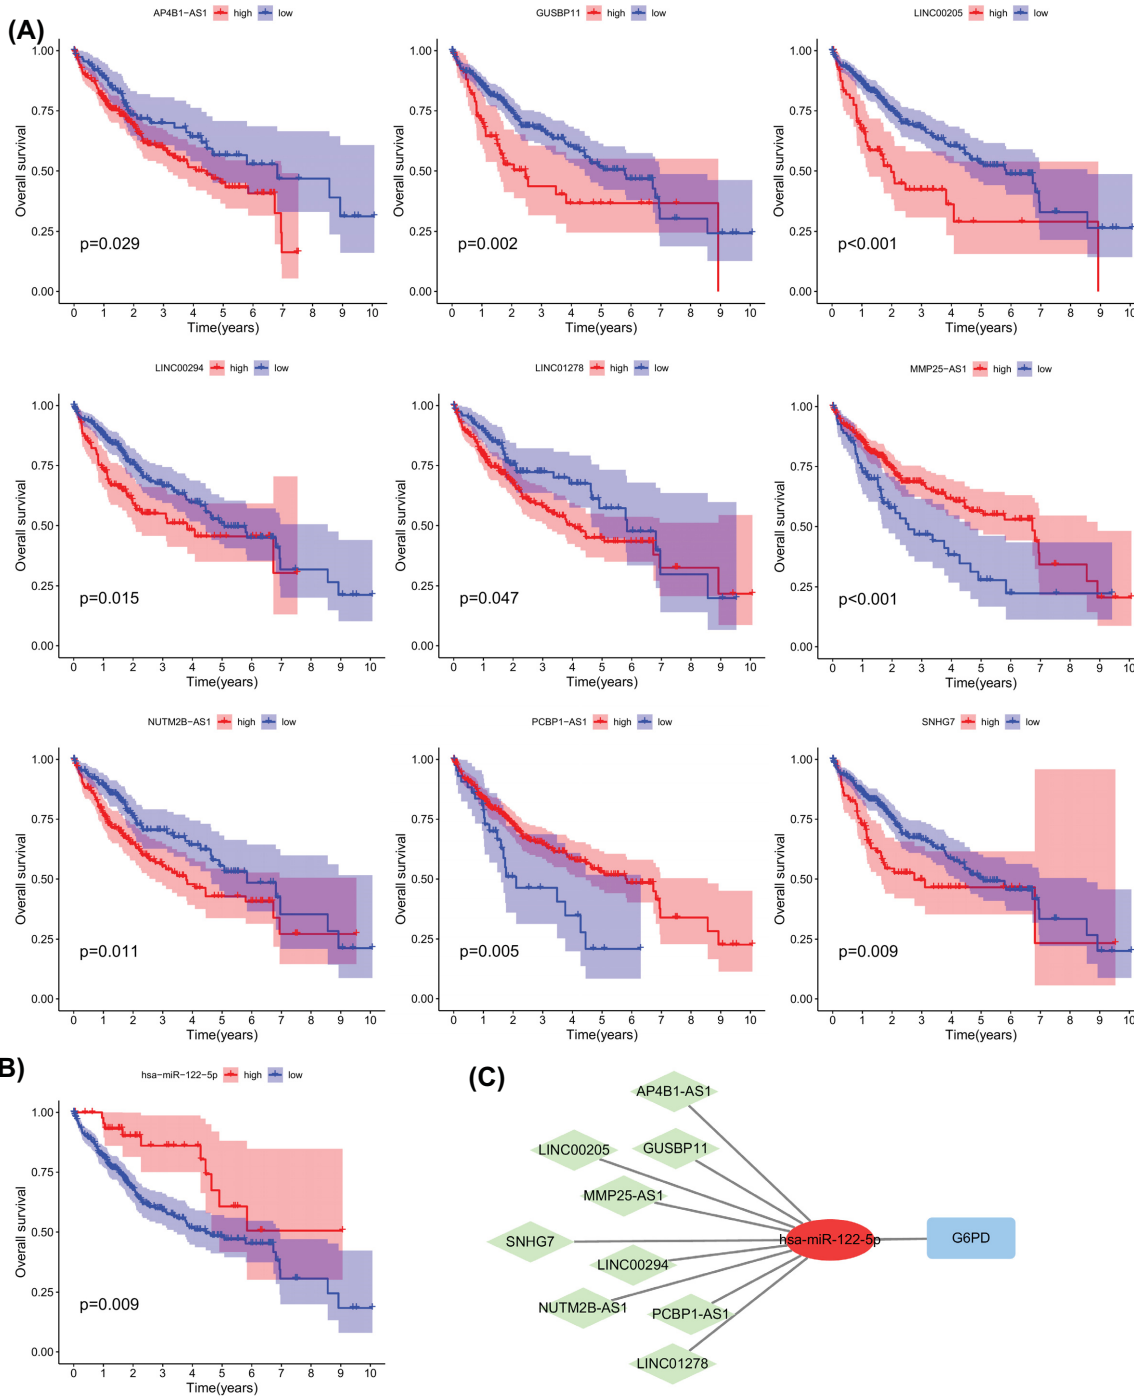 (A)
AP4B1-AS1 high low
GUSBP11 high low
LINC00205 high low
Overall survival
1.00
0.75
0.50
0.25
0.00
p=0.029
0 1 2 3 4 5 6 7 8 9 10
Time(years)
Overall survival
1.00
0.75
0.50
0.25
0.00
p=0.002
0 1 2 3 4 5 6 7 8 9 10
Time(years)
Overall survival
1.00
0.75
0.50
0.25
0.00
p<0.001
0 1 2 3 4 5 6 7 8 9 10
Time(years)
LINC00294 high low
LINC01278 high low
MMP25-AS1 high low
Overall survival
1.00
0.75
0.50
0.25
0.00
p=0.015
0 1 2 3 4 5 6 7 8 9 10
Time(years)
Overall survival
1.00
0.75
0.50
0.25
0.00
p=0.047
0 1 2 3 4 5 6 7 8 9 10
Time(years)
Overall survival
1.00
0.75
0.50
0.25
0.00
p<0.001
0 1 2 3 4 5 6 7 8 9 10
Time(years)
NUTM2B-AS1 high low
PCBP1-AS1 high low
SNHG7 high low
Overall survival
1.00
0.75
0.50
0.25
0.00
p=0.011
0 1 2 3 4 5 6 7 8 9 10
Time(years)
Overall survival
1.00
0.75
0.50
0.25
0.00
p=0.005
0 1 2 3 4 5 6 7 8 9 10
Time(years)
Overall survival
1.00
0.75
0.50
0.25
0.00
p=0.009
0 1 2 3 4 5 6 7 8 9 10
Time(years)
B)
hsa-miR-122-5p high low
Overall survival
1.00
0.75
0.50
0.25
0.00
p=0.009
0 1 2 3 4 5 6 7 8 9 10
Time(years)
(C)
AP4B1-AS1
LINC00205
GUSBP11
MMP25-AS1
SNHG7
hsa-miR-122-5p
G6PD
LINC00294
NUTM2B-AS1
PCBP1-AS1
LINC01278